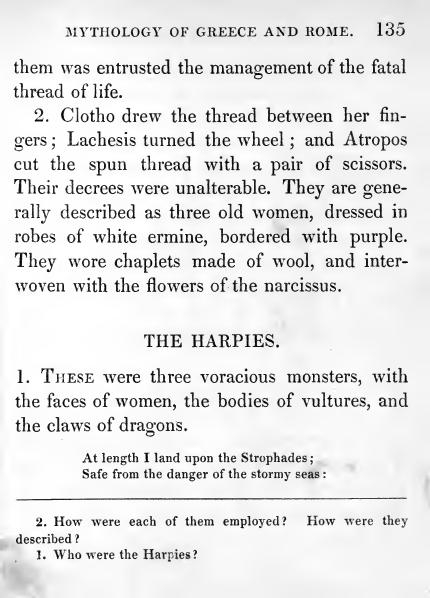 MYTHOLOGY OF GREECE AND ROME. 135
them was entrusted the management of the fatal
thread of life.
2. Clotho drew the thread between her fin-
gers; Lachesis turned the wheel; and Atropos
cut the spun thread with a pair of scissors.
Their decrees were unalterable. They are gene-
rally described as three old women, dressed in
robes of white ermine, bordered with purple.
They wore chaplets made of wool, and inter-
woven with the flowers of the narcissus.
THE HARPIES.
1. THESE were three voracious monsters, with
the faces of women, the bodies of vultures, and
the claws of dragons.
At length I land upon the Strophades;
Safe from the danger of the stormy seas:
2. How were each of them employed? How were they
described?
1. Who were the Harpies?